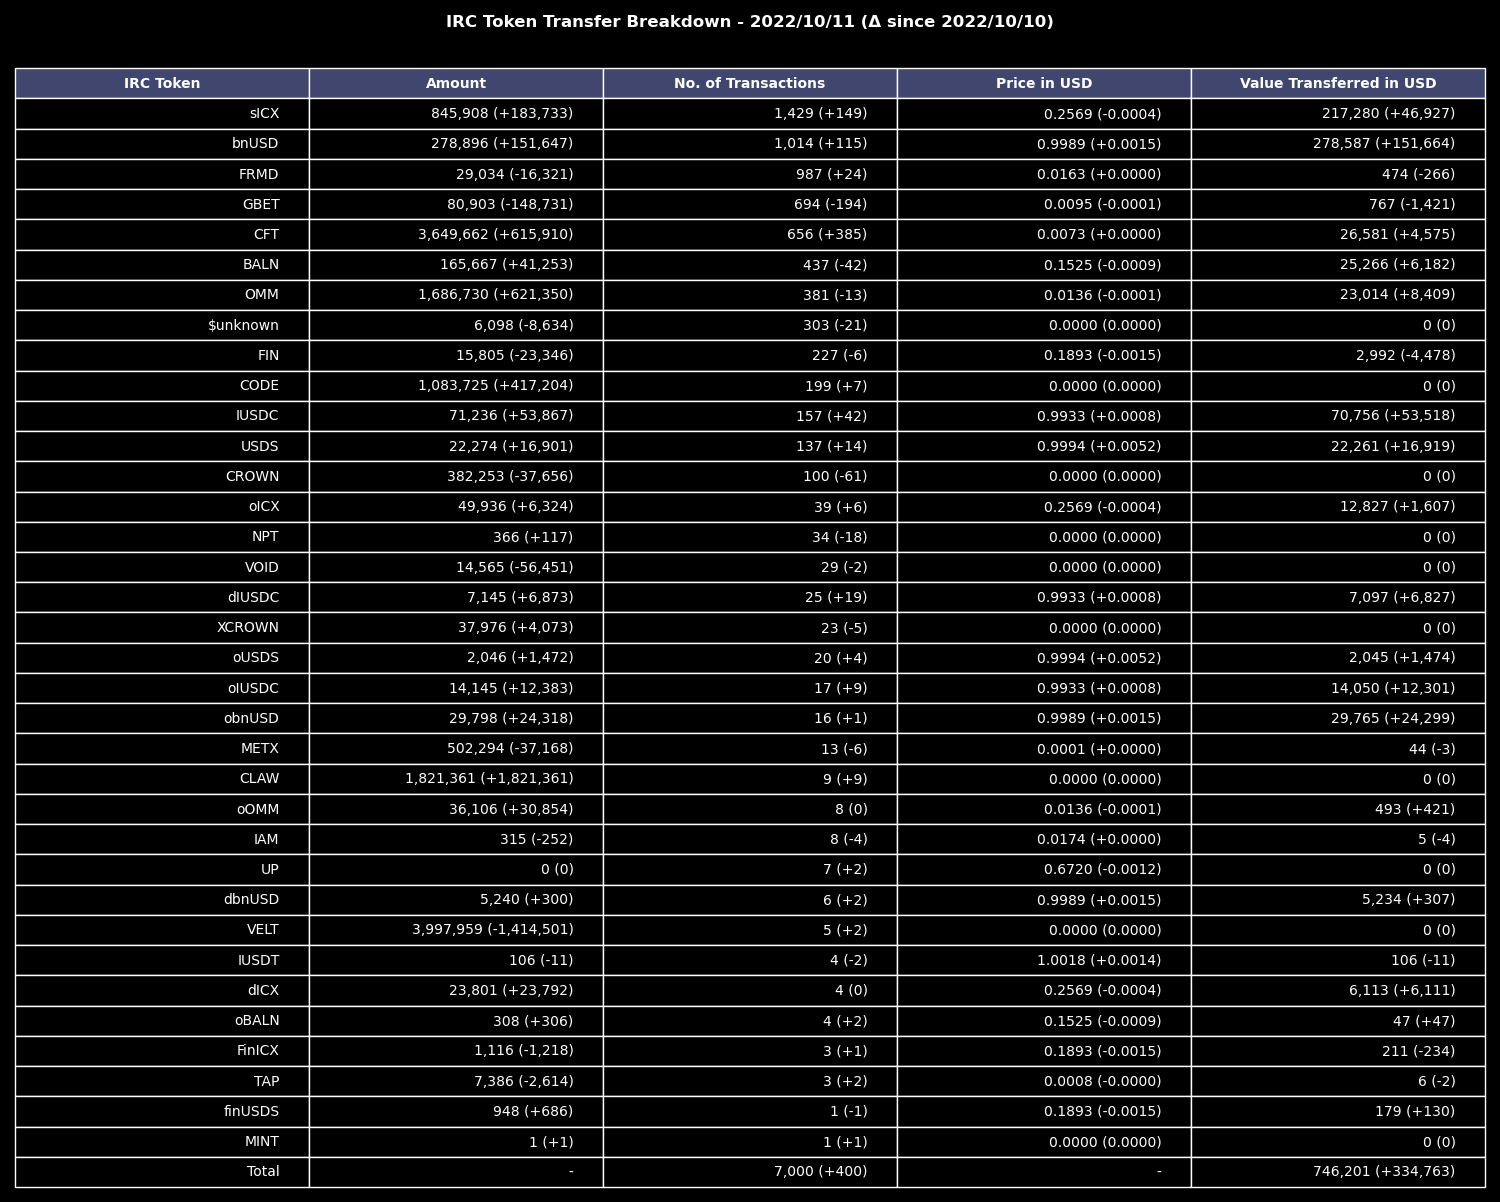 IRC Token Transfer Breakdown - 2022/10/11 (Δ since 2022/10/10)
IRC Token Amount No. of Transactions Price in USD Value Transferred in USD
sICX 845,908 (+183,733) 1,429 (+149) 0.2569 (-0.0004) 217,280 (+46,927)
bnUSD 278,896 (+151,647) 1,014 (+115) 0.9989 (+0.0015) 278,587 (+151,664)
FRMD 29,034 (-16,321) 987 (+24) 0.0163 (+0.0000) 474 (-266)
GBET 80,903 (-148,731) 694 (-194) 0.0095 (-0.0001) 767 (-1,421)
CFT 3,649,662 (+615,910) 656 (+385) 0.0073 (+0.0000) 26,581 (+4,575)
BALN 165,667 (+41,253) 437 (-42) 0.1525 (-0.0009) 25,266 (+6,182)
OMM 1,686,730 (+621,350) 381 (-13) 0.0136 (-0.0001) 23,014 (+8,409)
$unknown 6,098 (-8,634) 303 (-21) 0.0000 (0.0000) 0 (0)
FIN 15,805 (-23,346) 227 (-6) 0.1893 (-0.0015) 2,992 (-4,478)
CODE 1,083,725 (+417,204) 199 (+7) 0.0000 (0.0000) 0 (0)
IUSDC 71,236 (+53,867) 157 (+42) 0.9933 (+0.0008) 70,756 (+53,518)
USDS 22,274 (+16,901) 137 (+14) 0.9994 (+0.0052) 22,261 (+16,919)
CROWN 382,253 (-37,656) 100 (-61) 0.0000 (0.0000) 0 (0)
oICX 49,936 (+6,324) 39 (+6) 0.2569 (-0.0004) 12,827 (+1,607)
NPT 366 (+117) 34 (-18) 0.0000 (0.0000) 0 (0)
VOID 14,565 (-56,451) 29 (-2) 0.0000 (0.0000) 0 (0)
dIUSDC 7,145 (+6,873) 25 (+19) 0.9933 (+0.0008) 7,097 (+6,827)
XCROWN 37,976 (+4,073) 23 (-5) 0.0000 (0.0000) 0 (0)
oUSDS 2,046 (+1,472) 20 (+4) 0.9994 (+0.0052) 2,045 (+1,474)
oIUSDC 14,145 (+12,383) 17 (+9) 0.9933 (+0.0008) 14,050 (+12,301)
obnUSD 29,798 (+24,318) 16 (+1) 0.9989 (+0.0015) 29,765 (+24,299)
METX 502,294 (-37,168) 13 (-6) 0.0001 (+0.0000) 44 (-3)
CLAW 1,821,361 (+1,821,361) 9 (+9) 0.0000 (0.0000) 0 (0)
oOMM 36,106 (+30,854) 8 (0) 0.0136 (-0.0001) 493 (+421)
IAM 315 (-252) 8 (-4) 0.0174 (+0.0000) 5 (-4)
UP 0 (0) 7 (+2) 0.6720 (-0.0012) 0 (0)
dbnUSD 5,240 (+300) 6 (+2) 0.9989 (+0.0015) 5,234 (+307)
VELT 3,997,959 (-1,414,501) 5 (+2) 0.0000 (0.0000) 0 (0)
IUSDT 106 (-11) 4 (-2) 1.0018 (+0.0014) 106 (-11)
dICX 23,801 (+23,792) 4 (0) 0.2569 (-0.0004) 6,113 (+6,111)
oBALN 308 (+306) 4 (+2) 0.1525 (-0.0009) 47 (+47)
FinICX 1,116 (-1,218) 3 (+1) 0.1893 (-0.0015) 211 (-234)
TAP 7,386 (-2,614) 3 (+2) 0.0008 (-0.0000) 6 (-2)
finUSDS 948 (+686) 1 (-1) 0.1893 (-0.0015) 179 (+130)
MINT 1 (+1) 1 (+1) 0.0000 (0.0000) 0 (0)
Total - 7,000 (+400) - 746,201 (+334,763)